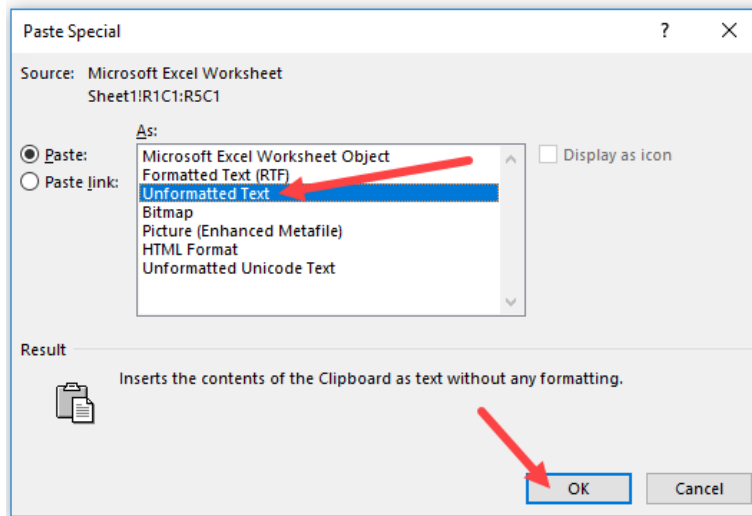 Paste Special
Source: Microsoft Excel Worksheet
Sheet1!R1C1:R5C1
As:
Paste:
Paste link:
Microsoft Excel Worksheet Object
Formatted Text (RTF)
Unformatted Text
Bitmap
Picture (Enhanced Metafile)
HTML Format
Unformatted Unicode Text
Display as icon
Result
Inserts the contents of the Clipboard as text without any formatting.
OK Cancel